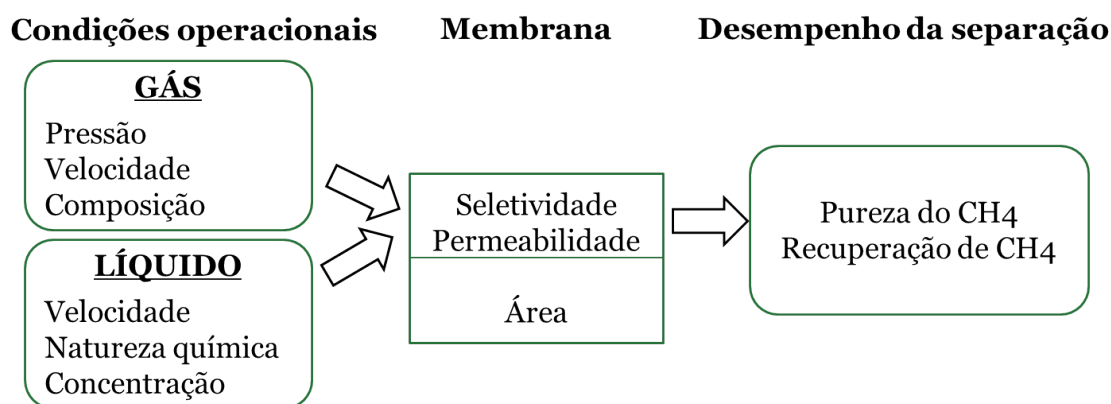 Condições operacionais
Membrana
Desempenho da separação
GÁS
Pressão
Velocidade
Composição
LÍQUIDO
Velocidade
Natureza química
Concentração
Seletividade
Permeabilidade
Área
Pureza do CH4
Recuperação de CH4